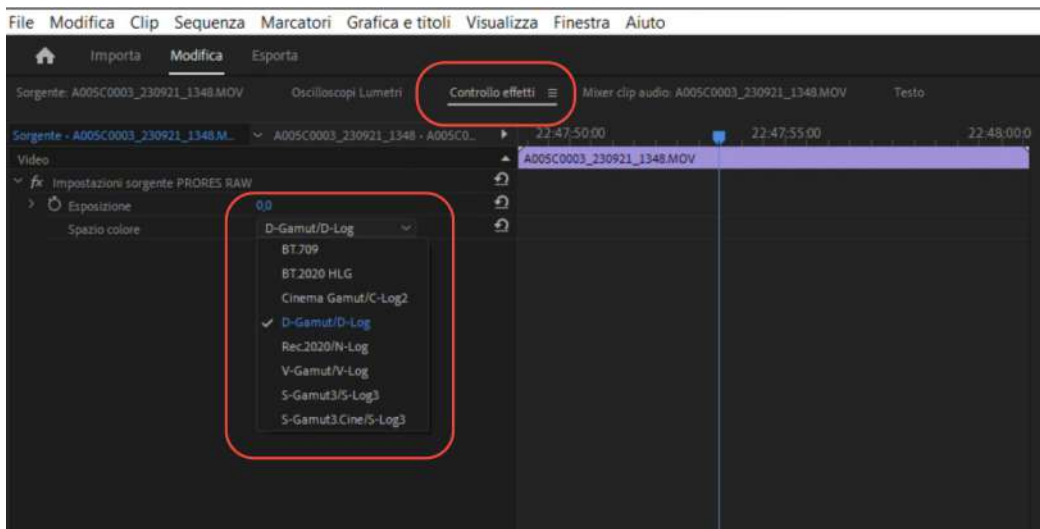 File Modifica Clip Sequenza Marcatori Grafica e titoli Visualizza Finestra Aiuto
Importa Modifica Esporta
Sorgente: A005C0003_230921_1348.MOV Oscilloscopi Lumetri Controllo effetti Mixer clip audio: A005C0003_230921_1348.MOV Testo
Sorgente • A005C0003_230921_1348.M... A005C0003_230921_1348 • A005C0... 22:47:50:00 22:47:55:00 22:48:00:0
Video A005C0003_230921_1348.MOV
fx Impostazioni sorgente PRORES RAW
Esposizione 0,0
Spazio colore D-Gamut/D-Log
BT.709
BT.2020 HLG
Cinema Gamut/C-Log2
D-Gamut/D-Log
Rec.2020/N-Log
V-Gamut/V-Log
S-Gamut3/S-Log3
S-Gamut3.Cine/S-Log3